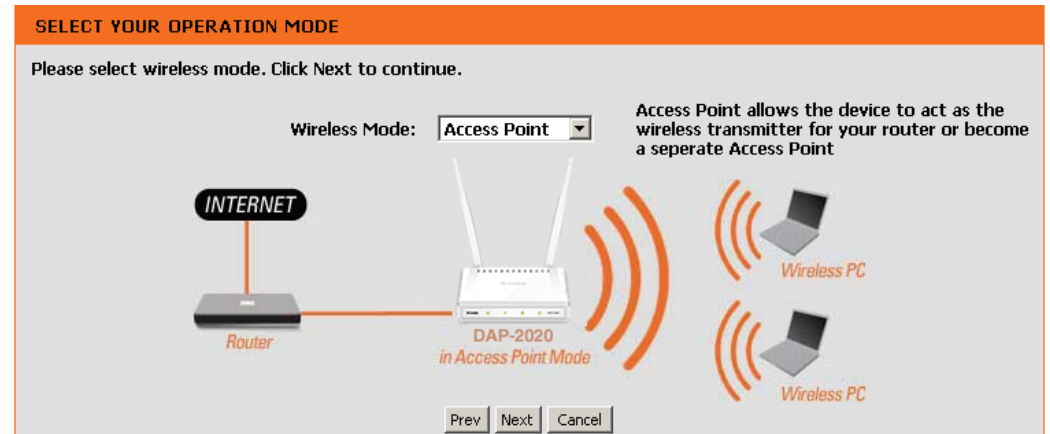 SELECT YOUR OPERATION MODE
Please select wireless mode. Click Next to continue.
Wireless Mode: Access Point
Access Point allows the device to act as the
wireless transmitter for your router or become
a seperate Access Point
INTERNET
Wireless PC
Router
DAP-2020
in Access Point Mode
Wireless PC
Prev Next Cancel